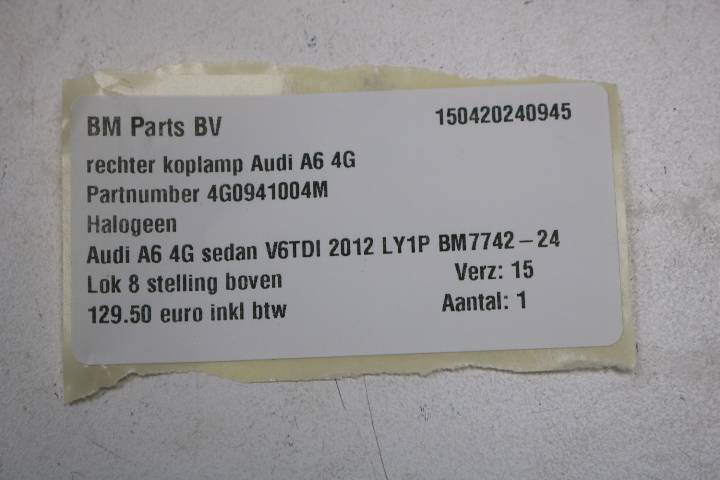 BM Parts BV 150420240945
rechter koplamp Audi A6 4G
Partnumber 4G0941004M
Halogeen
Audi A6 4G sedan V6TDI 2012 LY1P BM7742-24
Lok 8 stelling boven Verz: 15
129.50 euro inkl btw Aantal: 1